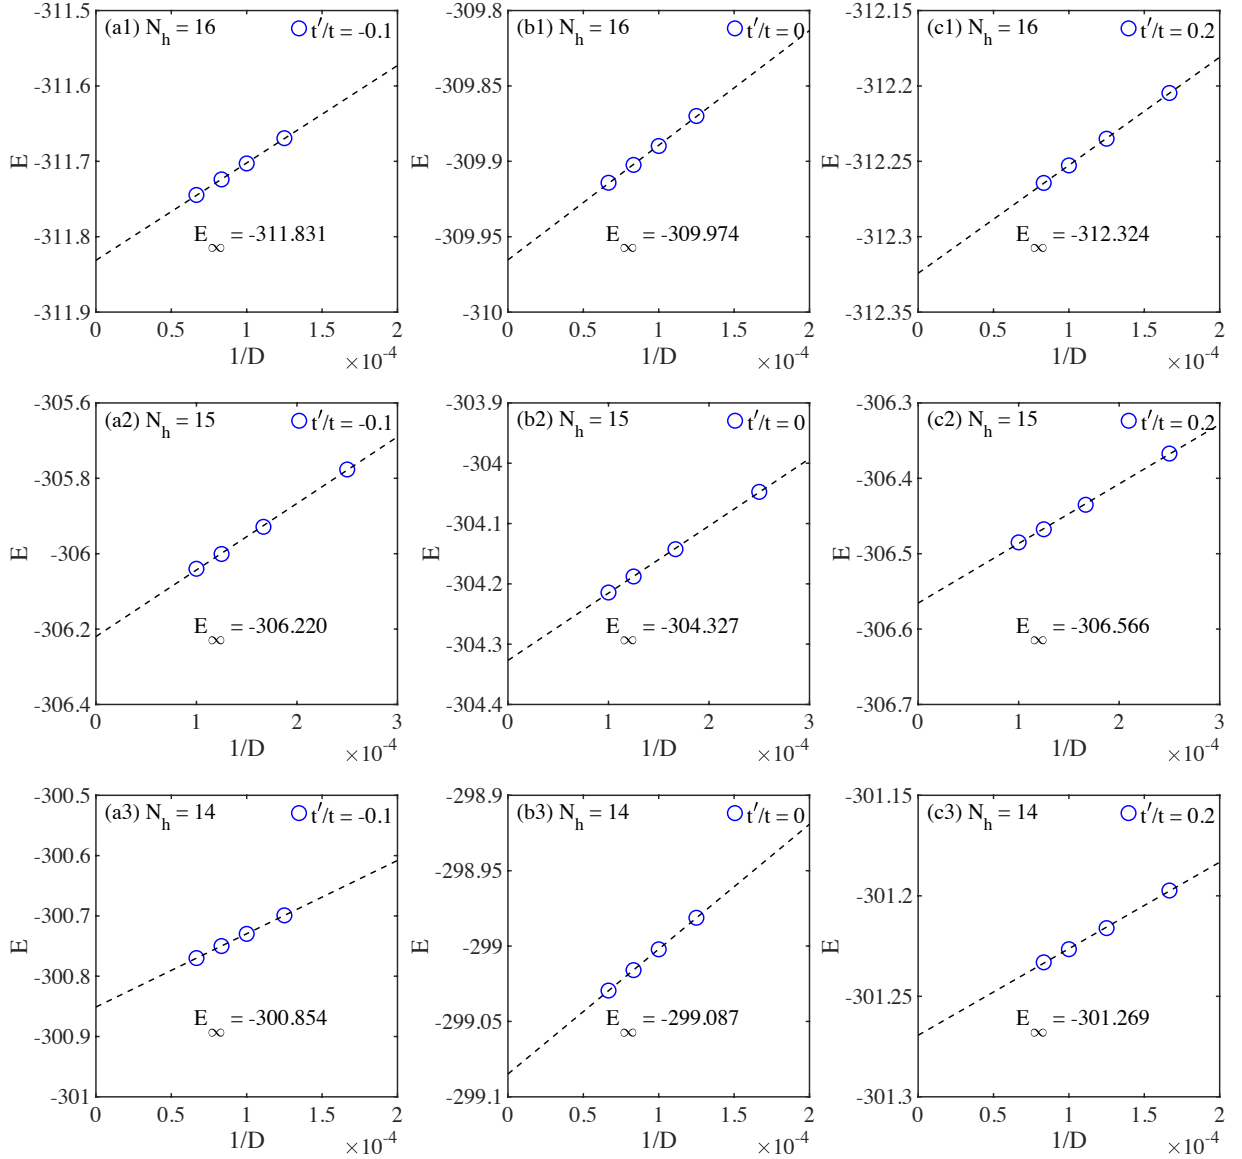 (a1) N_h = 16
t′/t = -0.1
-311.5
-311.6
-311.7
-311.8
-311.9
E
E_∞ = -311.831
0 0.5 1 1.5 2
1/D
×10^-4
(b1) N_h = 16
t′/t = 0
-309.8
-309.85
-309.9
-309.95
-310
E
E_∞ = -309.974
0 0.5 1 1.5 2
1/D
×10^-4
(c1) N_h = 16
t′/t = 0.2
-312.15
-312.2
-312.25
-312.3
-312.35
E
E_∞ = -312.324
0 0.5 1 1.5 2
1/D
×10^-4
(a2) N_h = 15
t′/t = -0.1
-305.6
-305.8
-306
-306.2
-306.4
E
E_∞ = -306.220
0 1 2 3
1/D
×10^-4
(b2) N_h = 15
t′/t = 0
-303.9
-304
-304.1
-304.2
-304.3
-304.4
E
E_∞ = -304.327
0 1 2 3
1/D
×10^-4
(c2) N_h = 15
t′/t = 0.2
-306.3
-306.4
-306.5
-306.6
-306.7
E
E_∞ = -306.566
0 1 2 3
1/D
×10^-4
(a3) N_h = 14
t′/t = -0.1
-300.5
-300.6
-300.7
-300.8
-300.9
-301
E
E_∞ = -300.854
0 0.5 1 1.5 2
1/D
×10^-4
(b3) N_h = 14
t′/t = 0
-298.9
-298.95
-299
-299.05
-299.1
E
E_∞ = -299.087
0 0.5 1 1.5 2
1/D
×10^-4
(c3) N_h = 14
t′/t = 0.2
-301.15
-301.2
-301.25
-301.3
E
E_∞ = -301.269
0 0.5 1 1.5 2
1/D
×10^-4